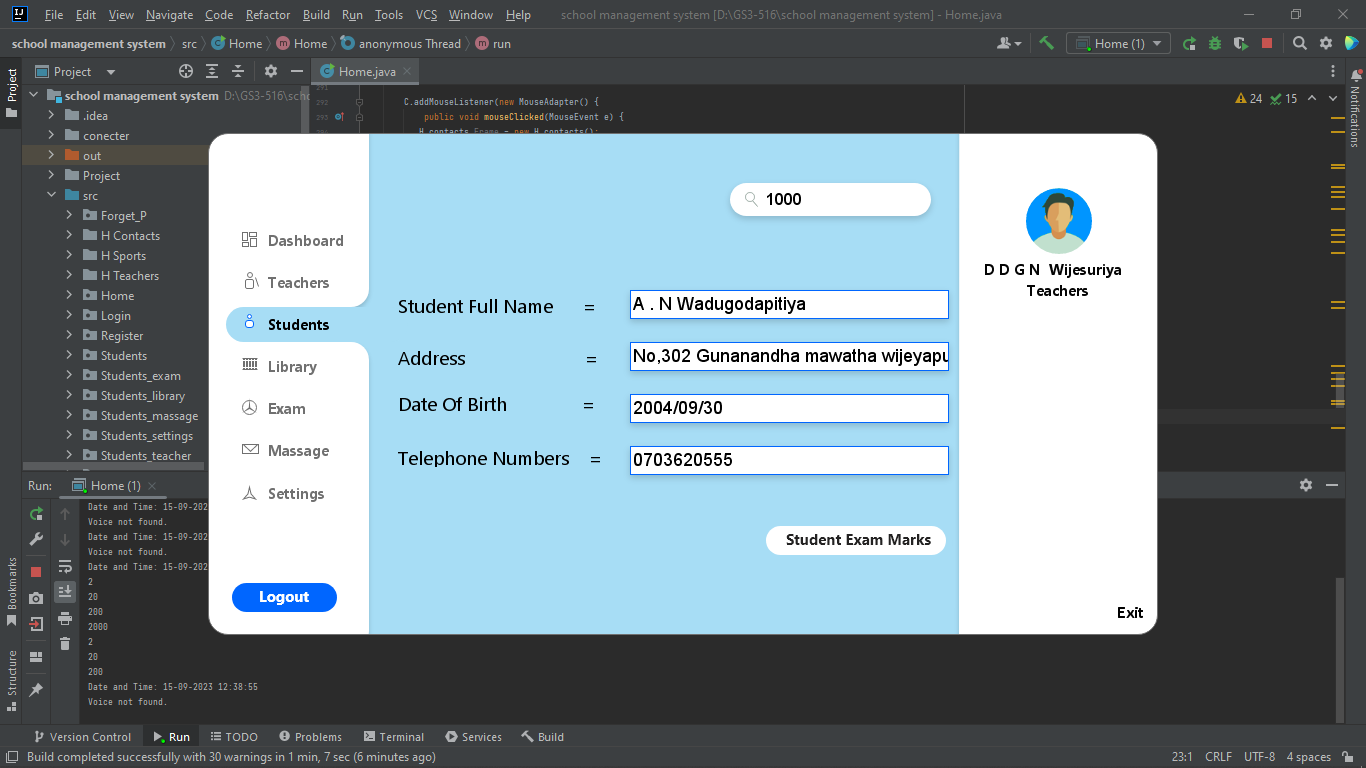 File Edit View Navigate Code Refactor Build Run Tools VCS Window Help school management system [D:\GS3-516\school management system] - Home.java
school management system src Home Home anonymous Thread run Home (1)
Project Home.java
school management system D:\GS3-516\scho
.idea
conecter
out
Project
src
Forget_P
H Contacts
H Sports
H Teachers
Home
Login
Register
Students
Students_exam
Students_library
Students_massage
Students_settings
Students_teacher
Project
Bookmarks
Structure
Notifications
291
292 C.addMouseListener(new MouseAdapter() {
293 public void mouseClicked(MouseEvent e) {
H_contacts Fname = new H_contacts();
24 15
Dashboard
Teachers
Students
Library
Exam
Massage
Settings
Logout
1000
Student Full Name = A . N Wadugodapitiya
Address = No,302 Gunanandha mawatha wijeyapu
Date Of Birth = 2004/09/30
Telephone Numbers = 0703620555
Student Exam Marks
D D G N Wijesuriya
Teachers
Exit
Run: Home (1)
Date and Time: 15-09-202
Voice not found.
Date and Time: 15-09-202
Voice not found.
Date and Time: 15-09-202
2
20
200
2000
2
20
200
Date and Time: 15-09-2023 12:38:55
Voice not found.
Version Control Run TODO Problems Terminal Services Build
Build completed successfully with 30 warnings in 1 min, 7 sec (6 minutes ago) 23:1 CRLF UTF-8 4 spaces